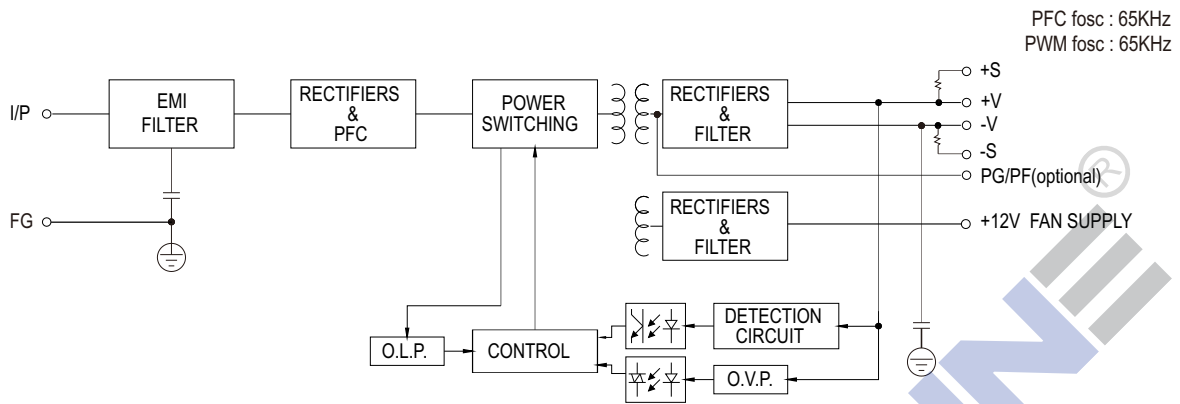 PFC fosc : 65KHz
PWM fosc : 65KHz
I/P
EMI
FILTER
RECTIFIERS
&
PFC
POWER
SWITCHING
RECTIFIERS
&
FILTER
+S
+V
-V
-S
PG/PF(optional)
FG
RECTIFIERS
&
FILTER
+12V FAN SUPPLY
O.L.P.
CONTROL
DETECTION
CIRCUIT
O.V.P.
®